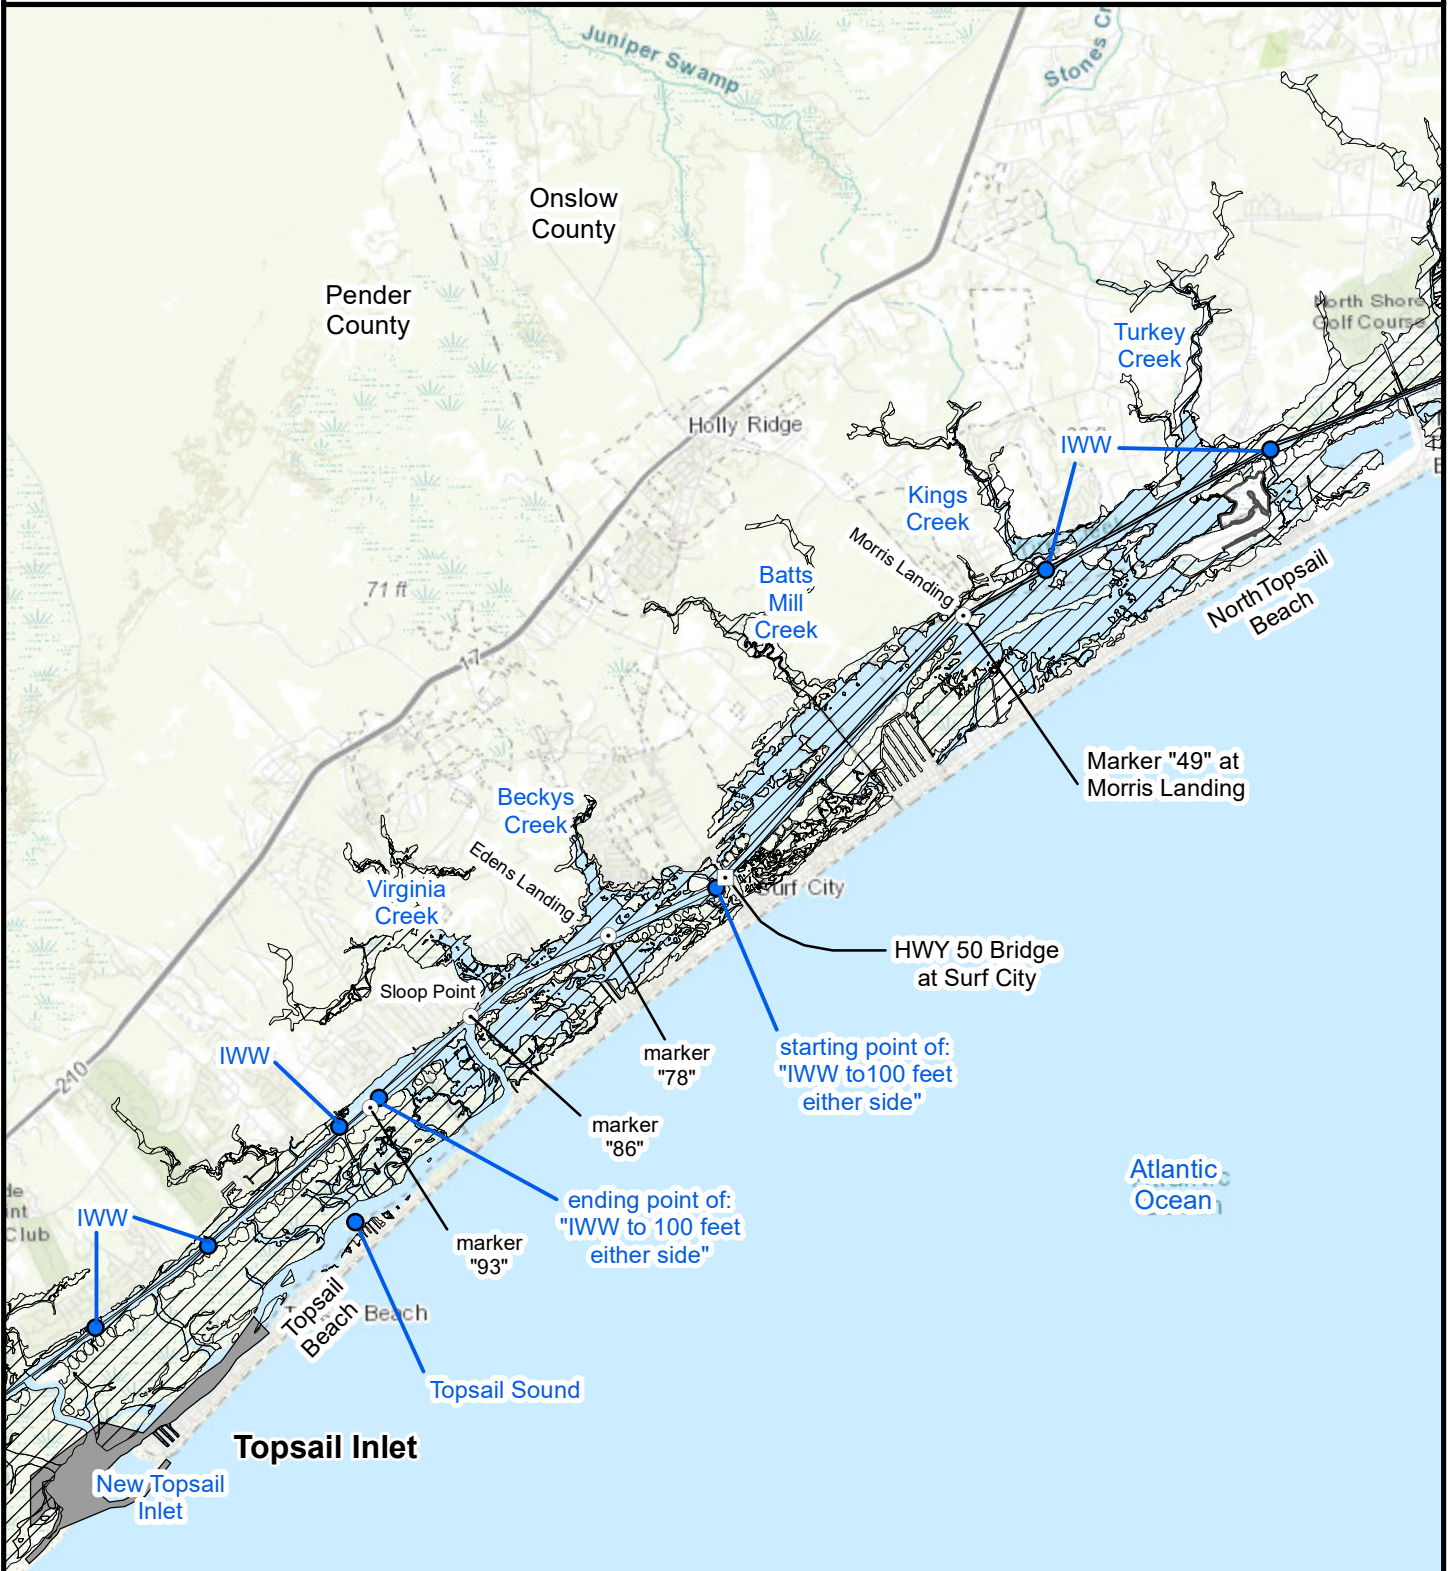 Juniper Swamp
Stones Cr
Onslow
County
Pender
County
North Shore
Golf Course
Turkey
Creek
Holly Ridge
IWW
Kings
Creek
Morris Landing
Batts
Mill
Creek
71 ft
North Topsail
Beach
17
Marker "49" at
Morris Landing
Beckys
Creek
Edens Landing
Virginia
Creek
Surf City
HWY 50 Bridge
at Surf City
Sloop Point
starting point of:
"IWW to100 feet
either side"
marker
"78"
IWW
210
marker
"86"
Atlantic
Ocean
ending point of:
"IWW to 100 feet
either side"
IWW
Club
marker
"93"
Topsail
Beach
Beach
Topsail Sound
Topsail Inlet
New Topsail
Inlet